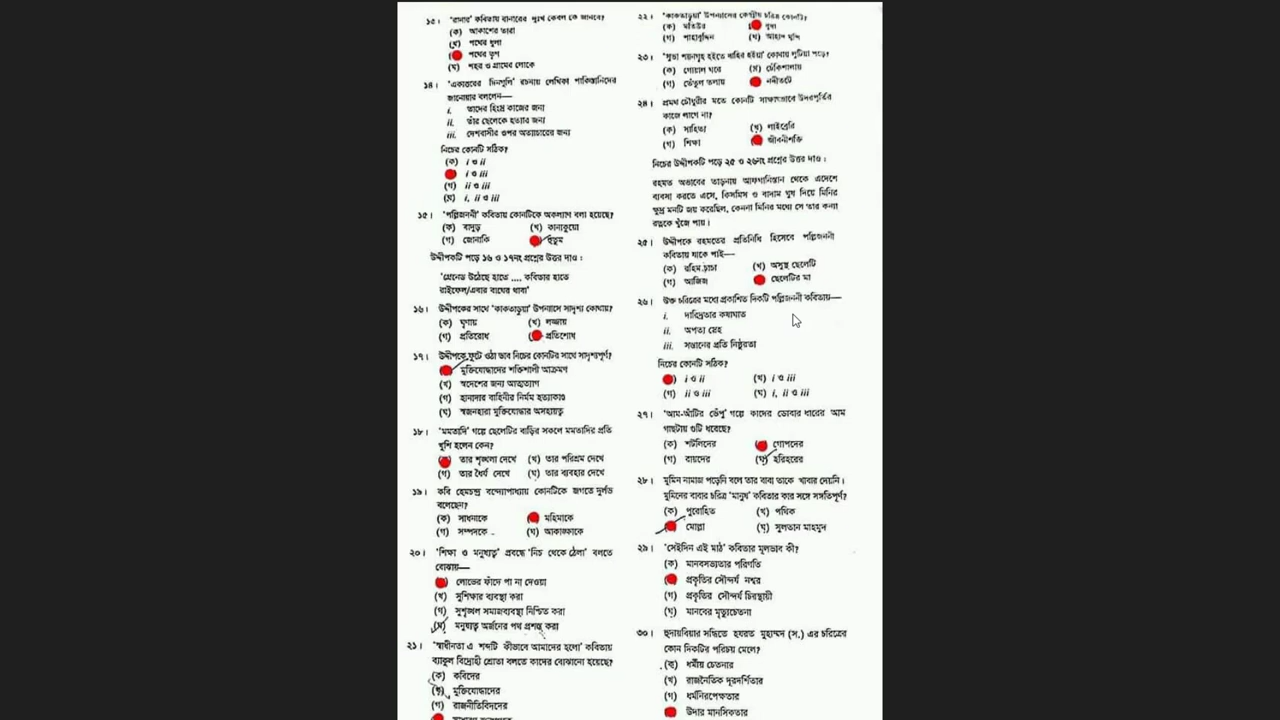 ১৩। 'রানার' কবিতায় রানারের দুঃখ কেবল কে জানবে?
(ক) আকাশের তারা
(খ) পথের ধুলা
পথের তৃণ
(ঘ) শহর ও গ্রামের লোকে
১৪। 'একাত্তরের দিনগুলি' রচনায় লেখিকা পাকিস্তানিদের
জানোয়ার বললেন—
i. তাদের হিংস্র কাজের জন্য
ii. তাঁর ছেলেকে হত্যার জন্য
iii. দেশবাসীর ওপর অত্যাচারের জন্য
নিচের কোনটি সঠিক?
(ক) i ও ii
i ও iii
(গ) ii ও iii
(ঘ) i, ii ও iii
১৫। 'পল্লিজননী' কবিতায় কোনটিকে অকল্যাণ বলা হয়েছে?
(ক) বাদুড় (খ) কানাকুয়ো
(গ) জোনাকি হুতুম
উদ্দীপকটি পড়ে ১৬ ও ১৭নং প্রশ্নের উত্তর দাও :
'গ্রেনেড উঠেছে হাতে .... কবিতার হাতে
রাইফেল/এবার বাঘের থাবা'
১৬। উদ্দীপকের সাথে 'কাকতাড়ুয়া' উপন্যাসে সাদৃশ্য কোথায়?
(ক) ঘৃণায় (খ) লজ্জায়
(গ) প্রতিরোধ প্রতিশোধ
১৭। উদ্দীপকে ফুটে ওঠা ভাব নিচের কোনটির সাথে সাদৃশ্যপূর্ণ?
মুক্তিযোদ্ধাদের শক্তিশালী আক্রমণ
(খ) স্বদেশের জন্য আত্মত্যাগ
(গ) হানাদার বাহিনীর নির্মম হত্যাকাণ্ড
(ঘ) স্বজনহারা মুক্তিযোদ্ধার অসহায়ত্ব
১৮। 'মমতাদি' গল্পে ছেলেটির বাড়ির সকলে মমতাদির প্রতি
খুশি হলেন কেন?
তার শৃঙ্খলা দেখে (খ) তার পরিশ্রম দেখে
(গ) তার ধৈর্য দেখে (ঘ) তার ব্যবহার দেখে
১৯। কবি হেমচন্দ্র বন্দ্যোপাধ্যায় কোনটিকে জগতে দুর্লভ
বলেছেন?
(ক) সাধনাকে মহিমাকে
(গ) সম্পদকে (ঘ) আকাঙ্ক্ষাকে
২০। 'শিক্ষা ও মনুষ্যত্ব' প্রবন্ধে 'নিচ থেকে ঠেলা' বলতে
বোঝায়—
লোভের ফাঁদে পা না দেওয়া
(খ) সুশিক্ষার ব্যবস্থা করা
(গ) সুশৃঙ্খল সমাজব্যবস্থা নিশ্চিত করা
(ঘ) মনুষ্যত্ব অর্জনের পথ প্রশস্ত করা
২১। 'স্বাধীনতা এ শব্দটি কীভাবে আমাদের হলো' কবিতায়
ব্যাকুল বিদ্রোহী শ্রোতা বলতে কাদের বোঝানো হয়েছে?
(ক) কবিদের
(খ) মুক্তিযোদ্ধাদের
(গ) রাজনীতিবিদদের
২২। 'কাকতাড়ুয়া' উপন্যাসের কেন্দ্রীয় চরিত্র কোনটি?
(ক) মতিউর বুধা
(গ) শাহাবুদ্দিন (ঘ) আহাদ মুন্সি
২৩। 'সুভা শয়নগৃহ হইতে বাহির হইয়া' কোথায় লুটিয়া পড়ে?
(ক) গোয়াল ঘরে (খ) ঢেঁকিশালায়
(গ) তেঁতুল তলায় নদীতটে
২৪। প্রমথ চৌধুরীর মতে কোনটি সাক্ষাৎভাবে উদরপূর্তির
কাজে লাগে না?
(ক) সাহিত্য (খ) লাইব্রেরি
(গ) শিক্ষা জীবনীশক্তি
নিচের উদ্দীপকটি পড়ে ২৫ ও ২৬নং প্রশ্নের উত্তর দাও :
রহমত অভাবের তাড়নায় আফগানিস্তান থেকে এদেশে
ব্যবসা করতে এসে, কিসমিস ও বাদাম ঘুষ দিয়ে মিনির
ক্ষুদ্র মনটি জয় করেছিল, কেননা মিনির মধ্যে সে তার কন্যা
রত্নকে খুঁজে পায়।
২৫। উদ্দীপকে রহমতের প্রতিনিধি হিসেবে পল্লিজননী
কবিতায় যাকে পাই—
(ক) রহিম চাচা (খ) অসুস্থ ছেলেটি
(গ) আজিজ ছেলেটির মা
২৬। উক্ত চরিত্রের মধ্যে প্রকাশিত দিকটি পল্লিজননী কবিতায়—
i. দারিদ্র্যতার কষাঘাত
ii. অপত্য স্নেহ
iii. সন্তানের প্রতি নিষ্ঠুরতা
নিচের কোনটি সঠিক?
i ও ii (খ) i ও iii
(গ) ii ও iii (ঘ) i, ii ও iii
২৭। 'আম-আঁটির ভেঁপু' গল্পে কাদের ডোবার ধারের আম
গাছটায় গুটি ধরেছে?
(ক) পটলিদের গোপদের
(গ) রায়দের (ঘ) হরিহরের
২৮। মুমিন নামাজ পড়েনি বলে তার বাবা তাকে খাবার দেয়নি।
মুমিনের বাবার চরিত্র 'মানুষ' কবিতার কার সঙ্গে সঙ্গতিপূর্ণ?
(ক) পুরোহিত (খ) পথিক
মোল্লা (ঘ) সুলতান মাহমুদ
২৯। 'সেইদিন এই মাঠ' কবিতার মূলভাব কী?
(ক) মানবসভ্যতার পরিণতি
প্রকৃতির সৌন্দর্য নশ্বর
(গ) প্রকৃতির সৌন্দর্য চিরস্থায়ী
(ঘ) মানবের মৃত্যুচেতনা
৩০। হুদায়বিয়ার সন্ধিতে হযরত মুহাম্মদ (স.) এর চরিত্রের
কোন দিকটির পরিচয় মেলে?
(ক) ধর্মীয় চেতনার
(খ) রাজনৈতিক দূরদর্শিতার
(গ) ধর্মনিরপেক্ষতার
উদার মানসিকতার